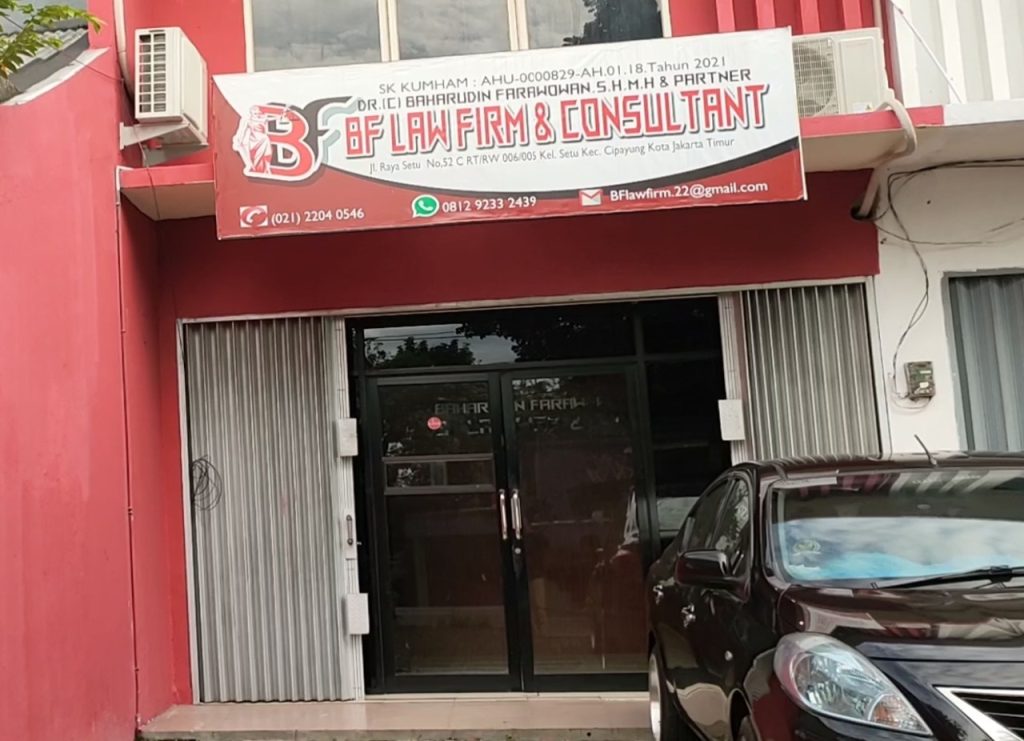 SK KUMHAM : AHU-0000829-AH.01.18.Tahun 2021
DR.(C) BAHARUDIN FARAWOWAN.S.H.M.H & PARTNER
BF
BF LAW FIRM & CONSULTANT
Jl. Raya Setu No,52 C RT/RW 006/005 Kel. Setu Kec. Cipayung Kota Jakarta Timur
(021) 2204 0546
0812 9233 2439
BFlawfirm.22@gmail.com